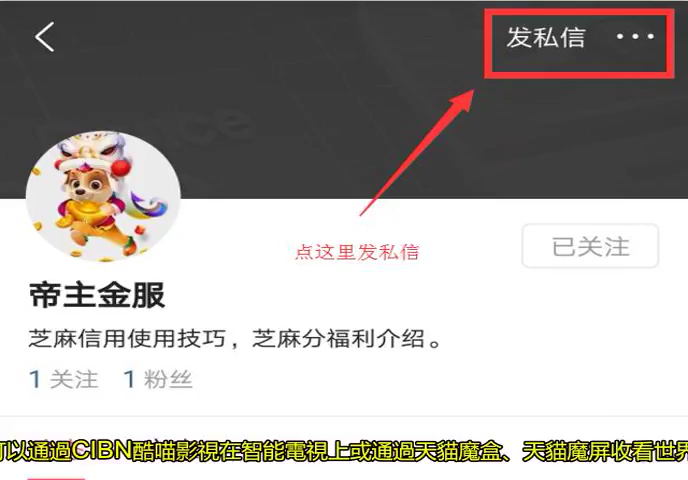 发私信
点这里发私信
已关注
帝主金服
芝麻信用使用技巧，芝麻分福利介绍。
1 关注 1 粉丝
可以通過CIBN酷喵影視在智能電視上或通過天貓魔盒、天貓魔屏收看世界